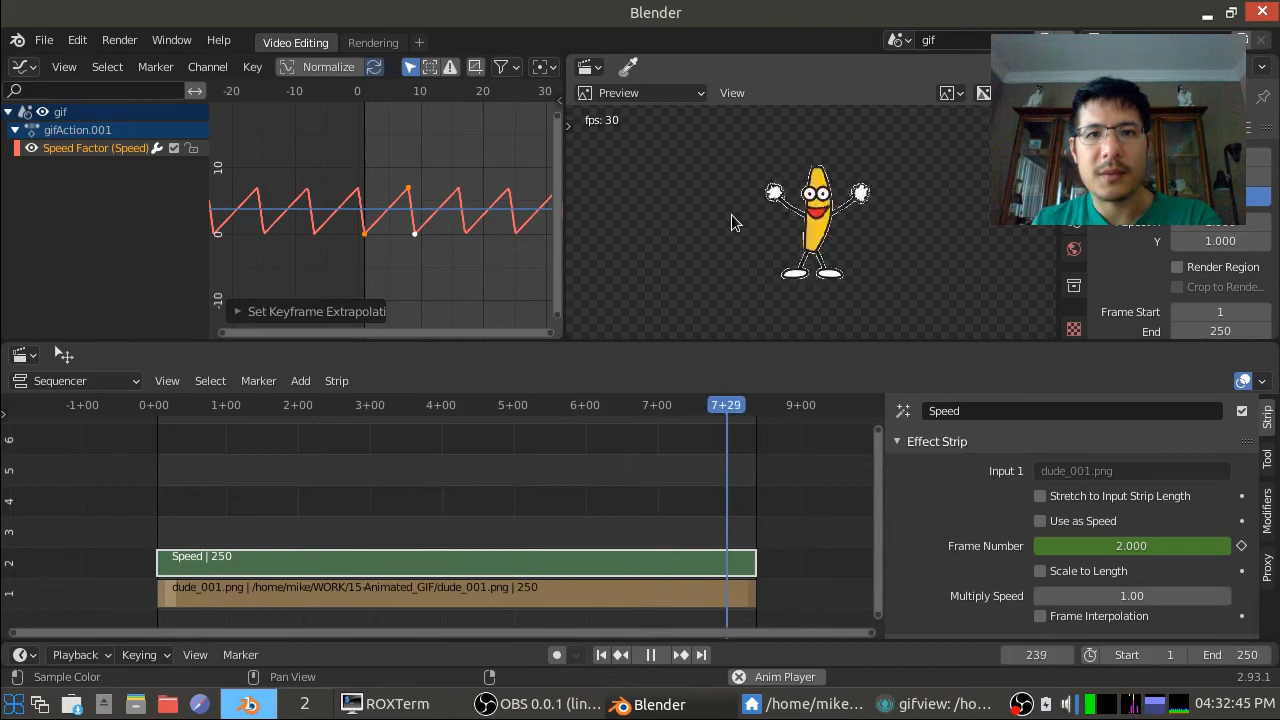 Blender
File Edit Render Window Help Video Editing Rendering + gif
View Select Marker Channel Key Normalize
Preview View
-20 -10 0 10 20 30
gif
gifAction.001
Speed Factor (Speed)
10
0
-10
Set Keyframe Extrapolati
fps: 30
Y 1.000
Render Region
Crop to Rende...
Frame Start 1
End 250
Sequencer View Select Marker Add Strip
-1+00 0+00 1+00 2+00 3+00 4+00 5+00 6+00 7+00 7+29 9+00
6
5
4
3
2
1
Speed | 250
dude_001.png | /home/mike/WORK/15-Animated_GIF/dude_001.png | 250
Speed
Effect Strip
Input 1 dude_001.png
Stretch to Input Strip Length
Use as Speed
Frame Number 2.000
Scale to Length
Multiply Speed 1.00
Frame Interpolation
Strip
Tool
Modifiers
Proxy
Playback Keying View Marker 239 Start 1 End 250
Sample Color Pan View Anim Player 2.93.1
1 2 ROXTerm OBS 0.0.1 (lin... Blender /home/mike... gifview: /ho... 04:32:45 PM